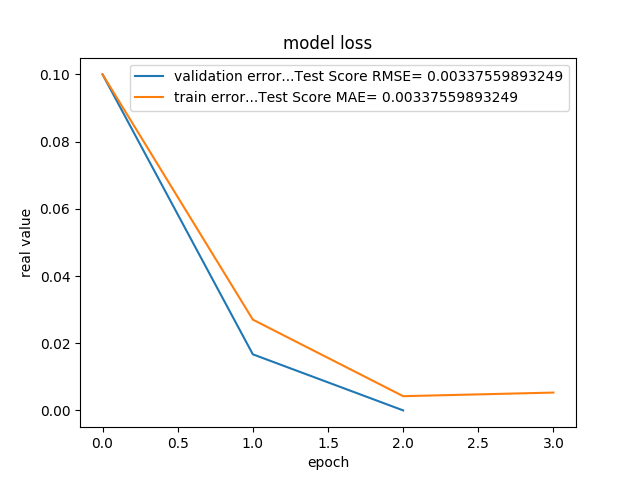 model loss
validation error...Test Score RMSE= 0.00337559893249
train error...Test Score MAE= 0.00337559893249
real value
0.10
0.08
0.06
0.04
0.02
0.00
0.0 0.5 1.0 1.5 2.0 2.5 3.0
epoch